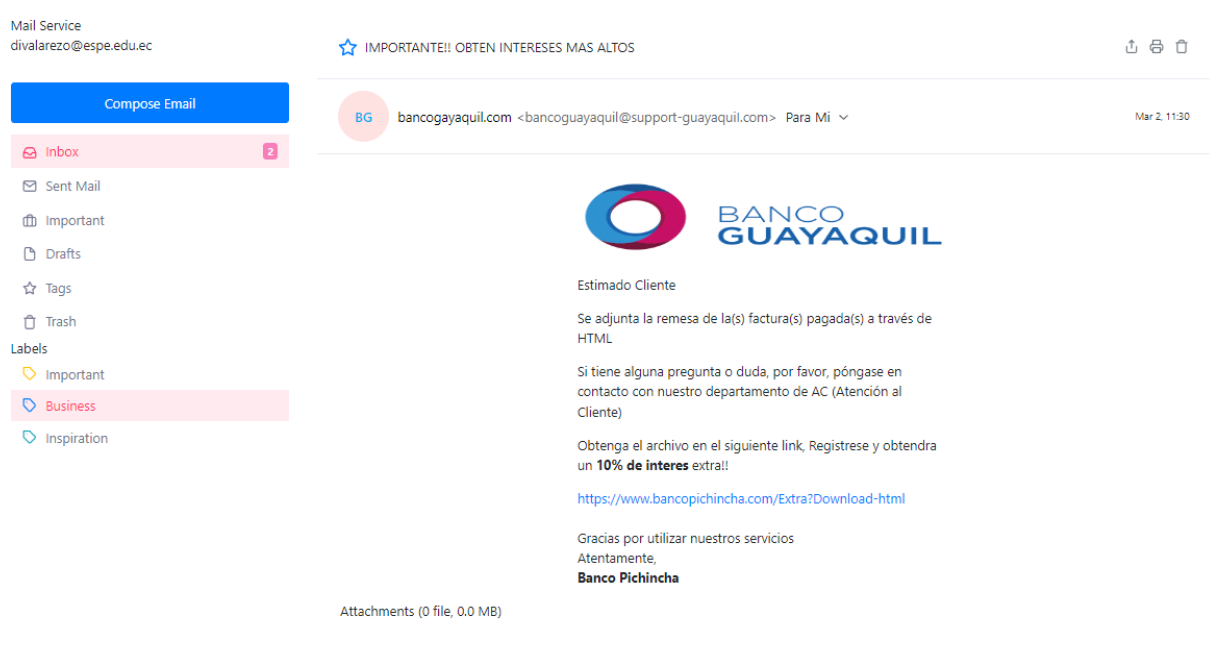 Mail Service
divalarezo@espe.edu.ec
Compose Email
Inbox 2
Sent Mail
Important
Drafts
Tags
Trash
Labels
Important
Business
Inspiration
IMPORTANTE!! OBTEN INTERESES MAS ALTOS
BG bancogayaquil.com <bancoguayaquil@support-guayaquil.com> Para Mi Mar 2, 11:30
BANCO
GUAYAQUIL
Estimado Cliente
Se adjunta la remesa de la(s) factura(s) pagada(s) a través de
HTML
Si tiene alguna pregunta o duda, por favor, póngase en
contacto con nuestro departamento de AC (Atención al
Cliente)
Obtenga el archivo en el siguiente link, Registrese y obtendra
un 10% de interes extra!!
https://www.bancopichincha.com/Extra?Download-html
Gracias por utilizar nuestros servicios
Atentamente,
Banco Pichincha
Attachments (0 file, 0.0 MB)